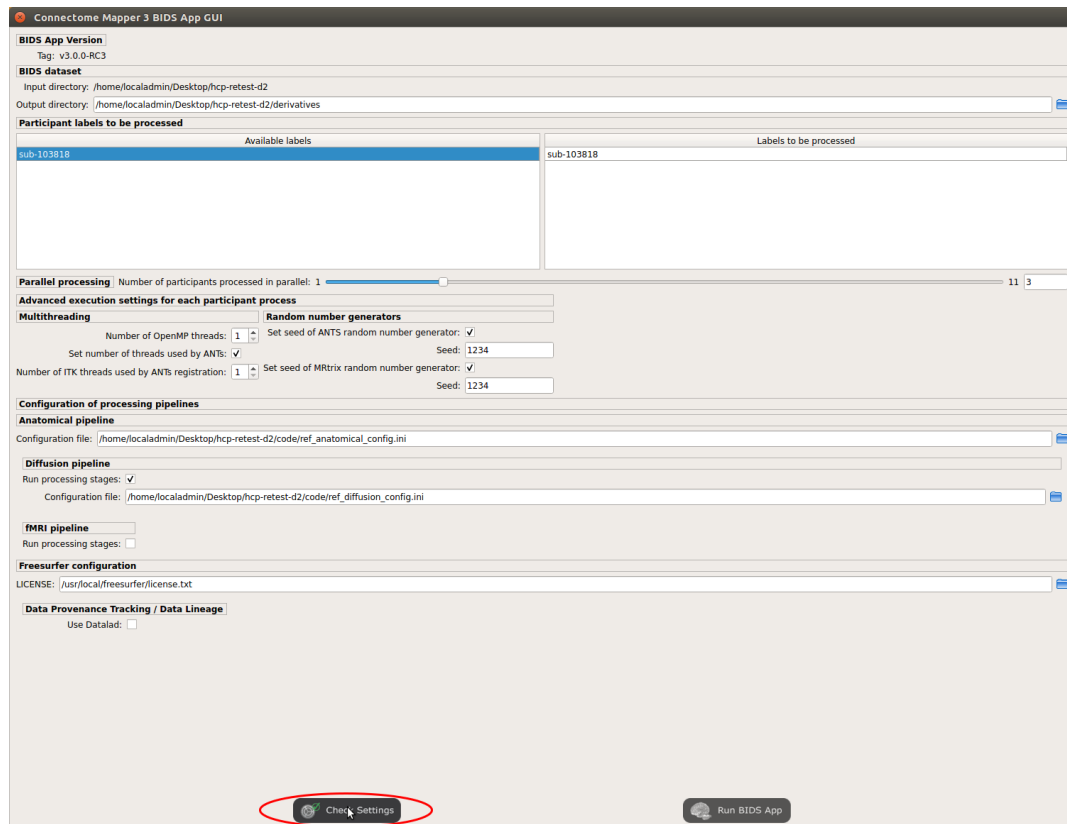 Connectome Mapper 3 BIDS App GUI
BIDS App Version
Tag: v3.0.0-RC3
BIDS dataset
Input directory: /home/localadmin/Desktop/hcp-retest-d2
Output directory: /home/localadmin/Desktop/hcp-retest-d2/derivatives
Participant labels to be processed
Available labels
Labels to be processed
sub-103818
sub-103818
Parallel processing Number of participants processed in parallel: 1 11 3
Advanced execution settings for each participant process
Multithreading
Random number generators
Number of OpenMP threads: 1
Set seed of ANTS random number generator:
Set number of threads used by ANTs:
Seed: 1234
Number of ITK threads used by ANTs registration: 1
Set seed of MRtrix random number generator:
Seed: 1234
Configuration of processing pipelines
Anatomical pipeline
Configuration file: /home/localadmin/Desktop/hcp-retest-d2/code/ref_anatomical_config.ini
Diffusion pipeline
Run processing stages:
Configuration file: /home/localadmin/Desktop/hcp-retest-d2/code/ref_diffusion_config.ini
fMRI pipeline
Run processing stages:
Freesurfer configuration
LICENSE: /usr/local/freesurfer/license.txt
Data Provenance Tracking / Data Lineage
Use Datalad:
Check Settings
Run BIDS App